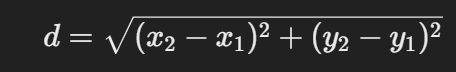 d = √(x₂ − x₁)² + (y₂ − y₁)²